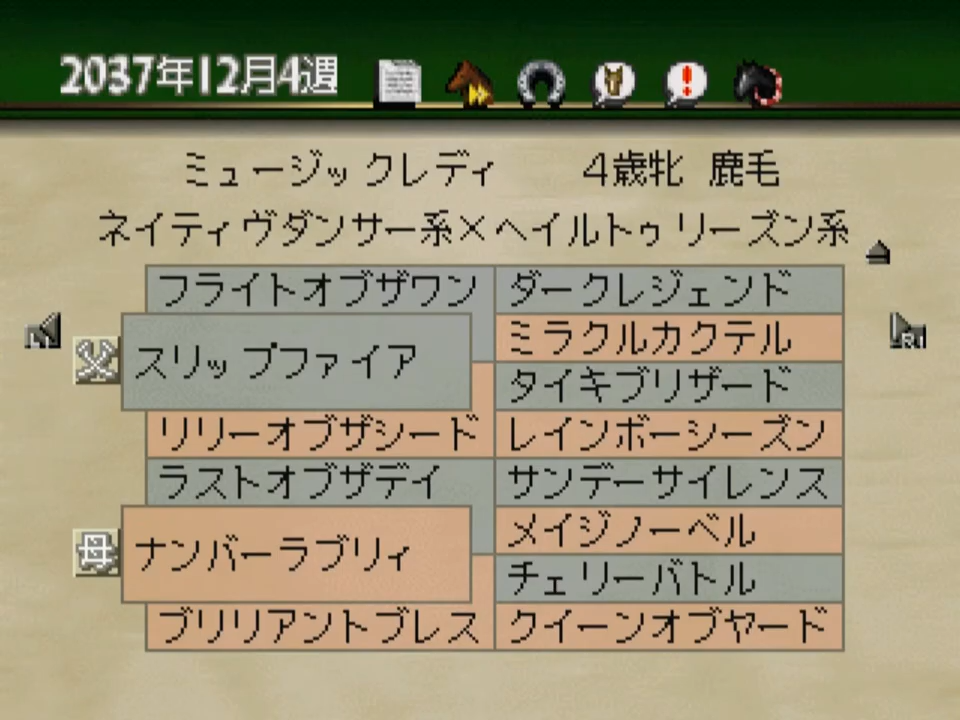 2037年12月4週
ミュージックレディ 4歳牝 鹿毛
ネイティヴダンサー系×ヘイルトゥリーズン系
フライトオブザワン ダークレジェンド
ミラクルカクテル
スリップファイア
タイキブリザード
リリーオブザシード レインボーシーズン
ラストオブザデイ サンデーサイレンス
メイジノーベル
母 ナンバーラブリィ
チェリーバトル
ブリリアントブレス クイーンオブヤード